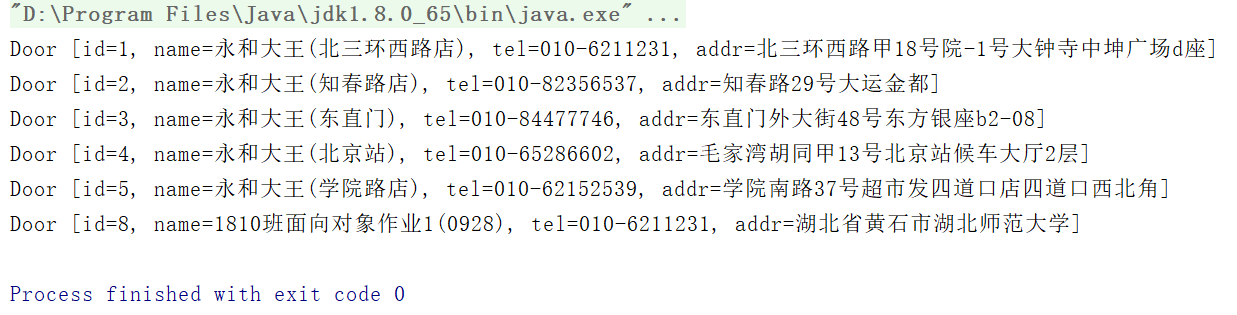 "D:\Program Files\Java\jdk1.8.0_65\bin\java.exe" ...
Door [id=1, name=永和大王(北三环西路店), tel=010-6211231, addr=北三环西路甲18号院-1号大钟寺中坤广场d座]
Door [id=2, name=永和大王(知春路店), tel=010-82356537, addr=知春路29号大运金都]
Door [id=3, name=永和大王(东直门), tel=010-84477746, addr=东直门外大街48号东方银座b2-08]
Door [id=4, name=永和大王(北京站), tel=010-65286602, addr=毛家湾胡同甲13号北京站候车大厅2层]
Door [id=5, name=永和大王(学院路店), tel=010-62152539, addr=学院南路37号超市发四道口店四道口西北角]
Door [id=8, name=1810班面向对象作业1(0928), tel=010-6211231, addr=湖北省黄石市湖北师范大学]
Process finished with exit code 0